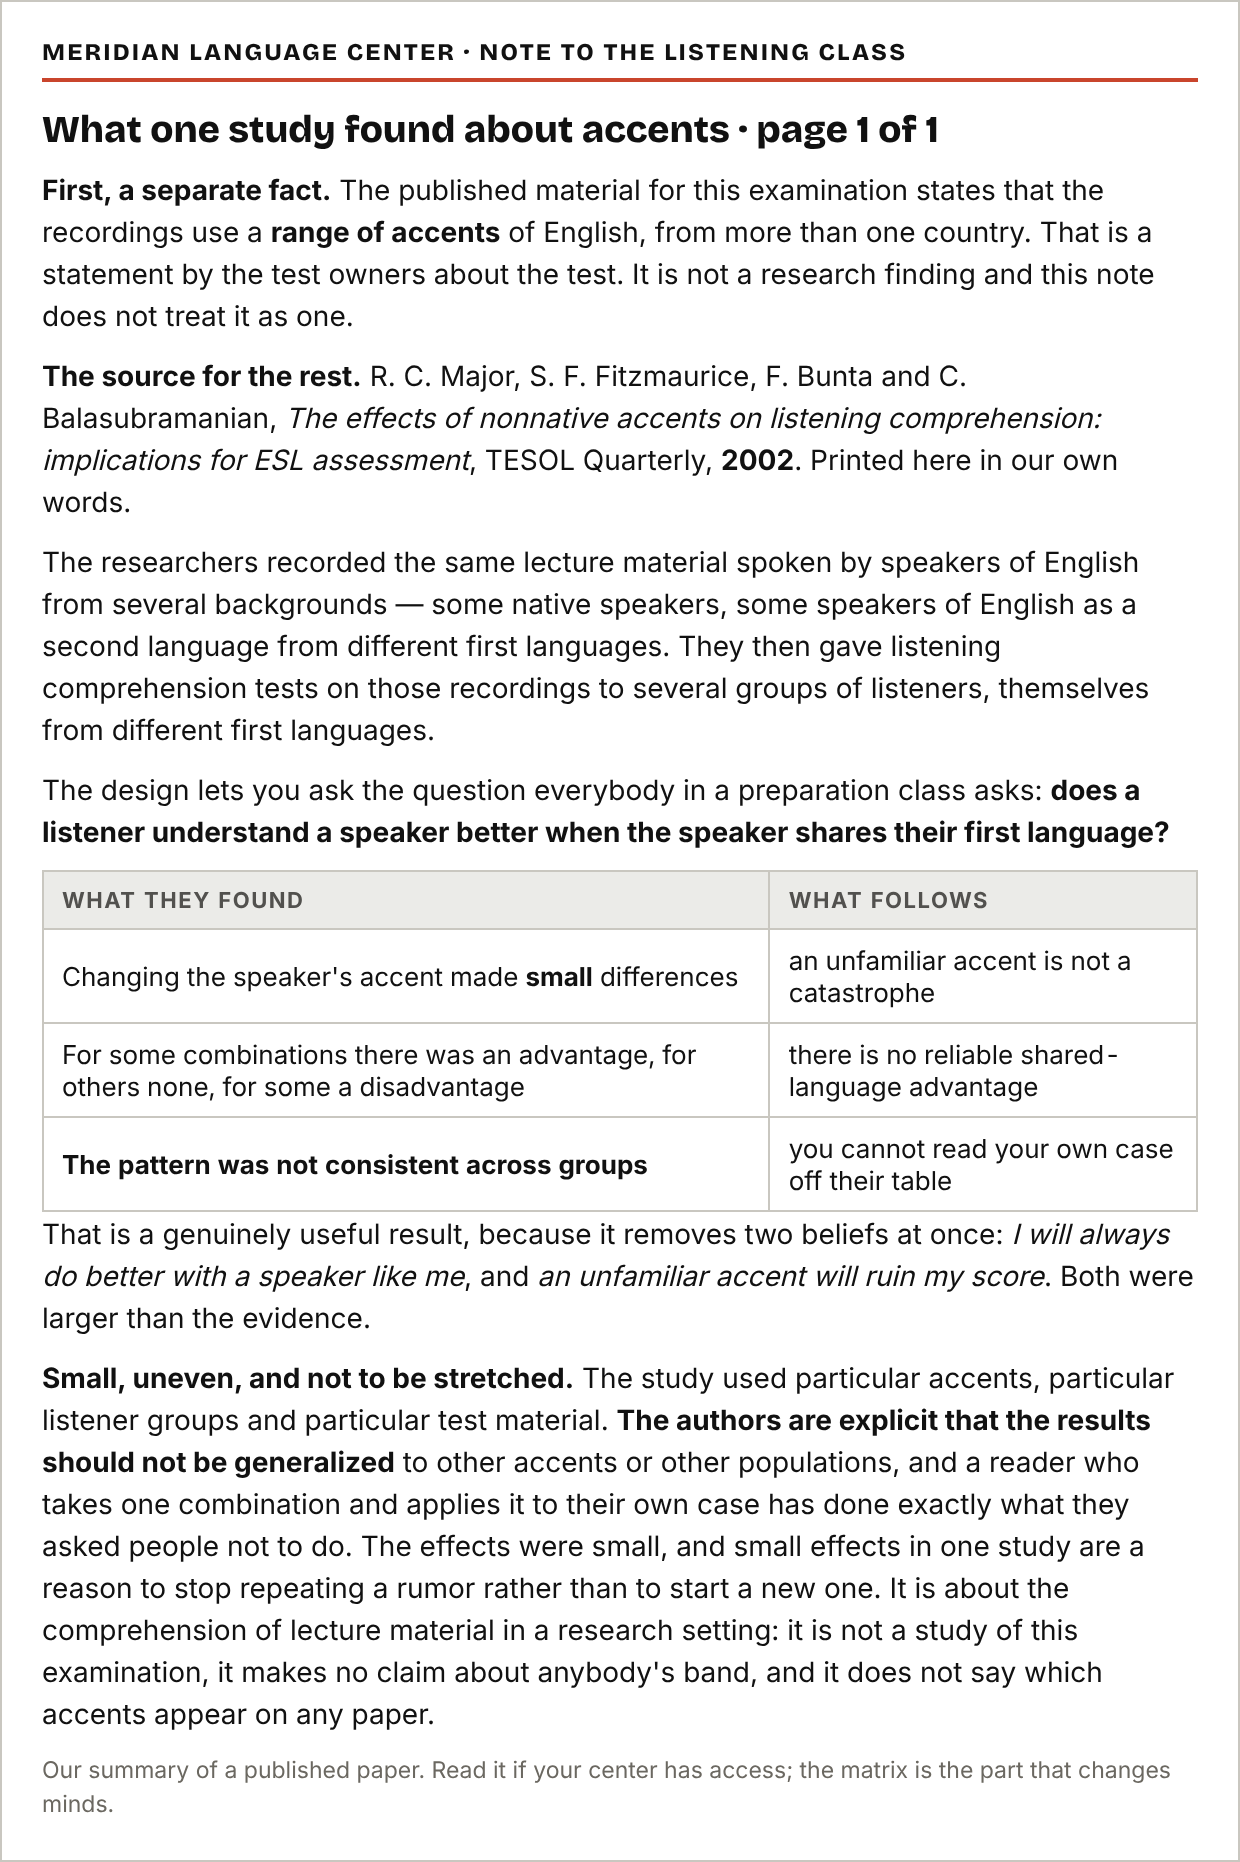 MERIDIAN LANGUAGE CENTER · NOTE TO THE LISTENING CLASS
What one study found about accents · page 1 of 1
First, a separate fact. The published material for this examination states that the
recordings use a range of accents of English, from more than one country. That is a
statement by the test owners about the test. It is not a research finding and this note
does not treat it as one.
The source for the rest. R. C. Major, S. F. Fitzmaurice, F. Bunta and C.
Balasubramanian, The effects of nonnative accents on listening comprehension:
implications for ESL assessment, TESOL Quarterly, 2002. Printed here in our own
words.
The researchers recorded the same lecture material spoken by speakers of English
from several backgrounds — some native speakers, some speakers of English as a
second language from different first languages. They then gave listening
comprehension tests on those recordings to several groups of listeners, themselves
from different first languages.
The design lets you ask the question everybody in a preparation class asks: does a
listener understand a speaker better when the speaker shares their first language?
WHAT THEY FOUND
WHAT FOLLOWS
Changing the speaker's accent made small differences
an unfamiliar accent is not a
catastrophe
For some combinations there was an advantage, for
others none, for some a disadvantage
there is no reliable shared-
language advantage
The pattern was not consistent across groups
you cannot read your own case
off their table
That is a genuinely useful result, because it removes two beliefs at once: I will always
do better with a speaker like me, and an unfamiliar accent will ruin my score. Both were
larger than the evidence.
Small, uneven, and not to be stretched. The study used particular accents, particular
listener groups and particular test material. The authors are explicit that the results
should not be generalized to other accents or other populations, and a reader who
takes one combination and applies it to their own case has done exactly what they
asked people not to do. The effects were small, and small effects in one study are a
reason to stop repeating a rumor rather than to start a new one. It is about the
comprehension of lecture material in a research setting: it is not a study of this
examination, it makes no claim about anybody's band, and it does not say which
accents appear on any paper.
Our summary of a published paper. Read it if your center has access; the matrix is the part that changes
minds.